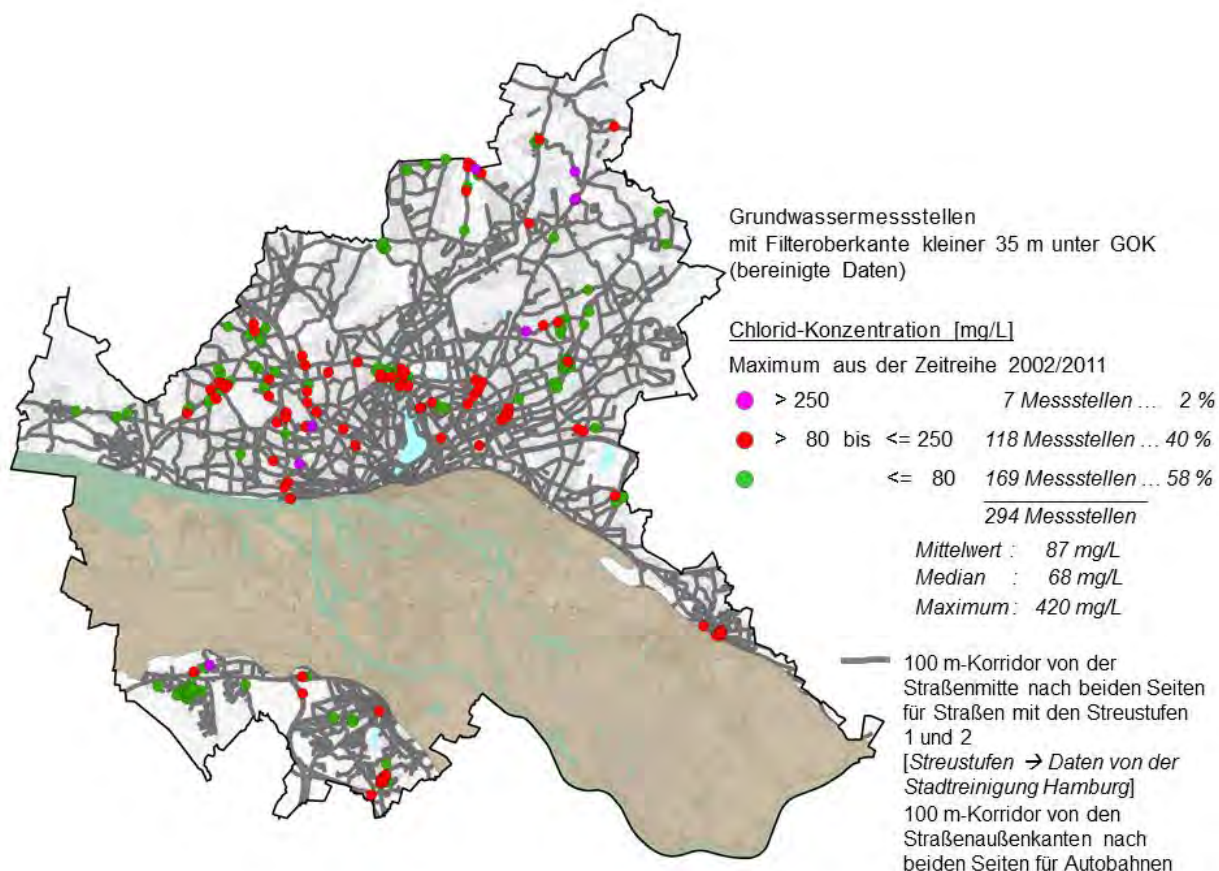 Grundwassermessstellen
mit Filteroberkante kleiner 35 m unter GOK
(bereinigte Daten)
Chlorid-Konzentration [mg/L]
Maximum aus der Zeitreihe 2002/2011
> 250 7 Messstellen ... 2 %
> 80 bis <= 250 118 Messstellen ... 40 %
<= 80 169 Messstellen ... 58 %
294 Messstellen
Mittelwert : 87 mg/L
Median : 68 mg/L
Maximum : 420 mg/L
100 m-Korridor von der
Straßenmitte nach beiden Seiten
für Straßen mit den Streustufen
1 und 2
[Streustufen → Daten von der
Stadtreinigung Hamburg]
100 m-Korridor von den
Straßenaußenkanten nach
beiden Seiten für Autobahnen